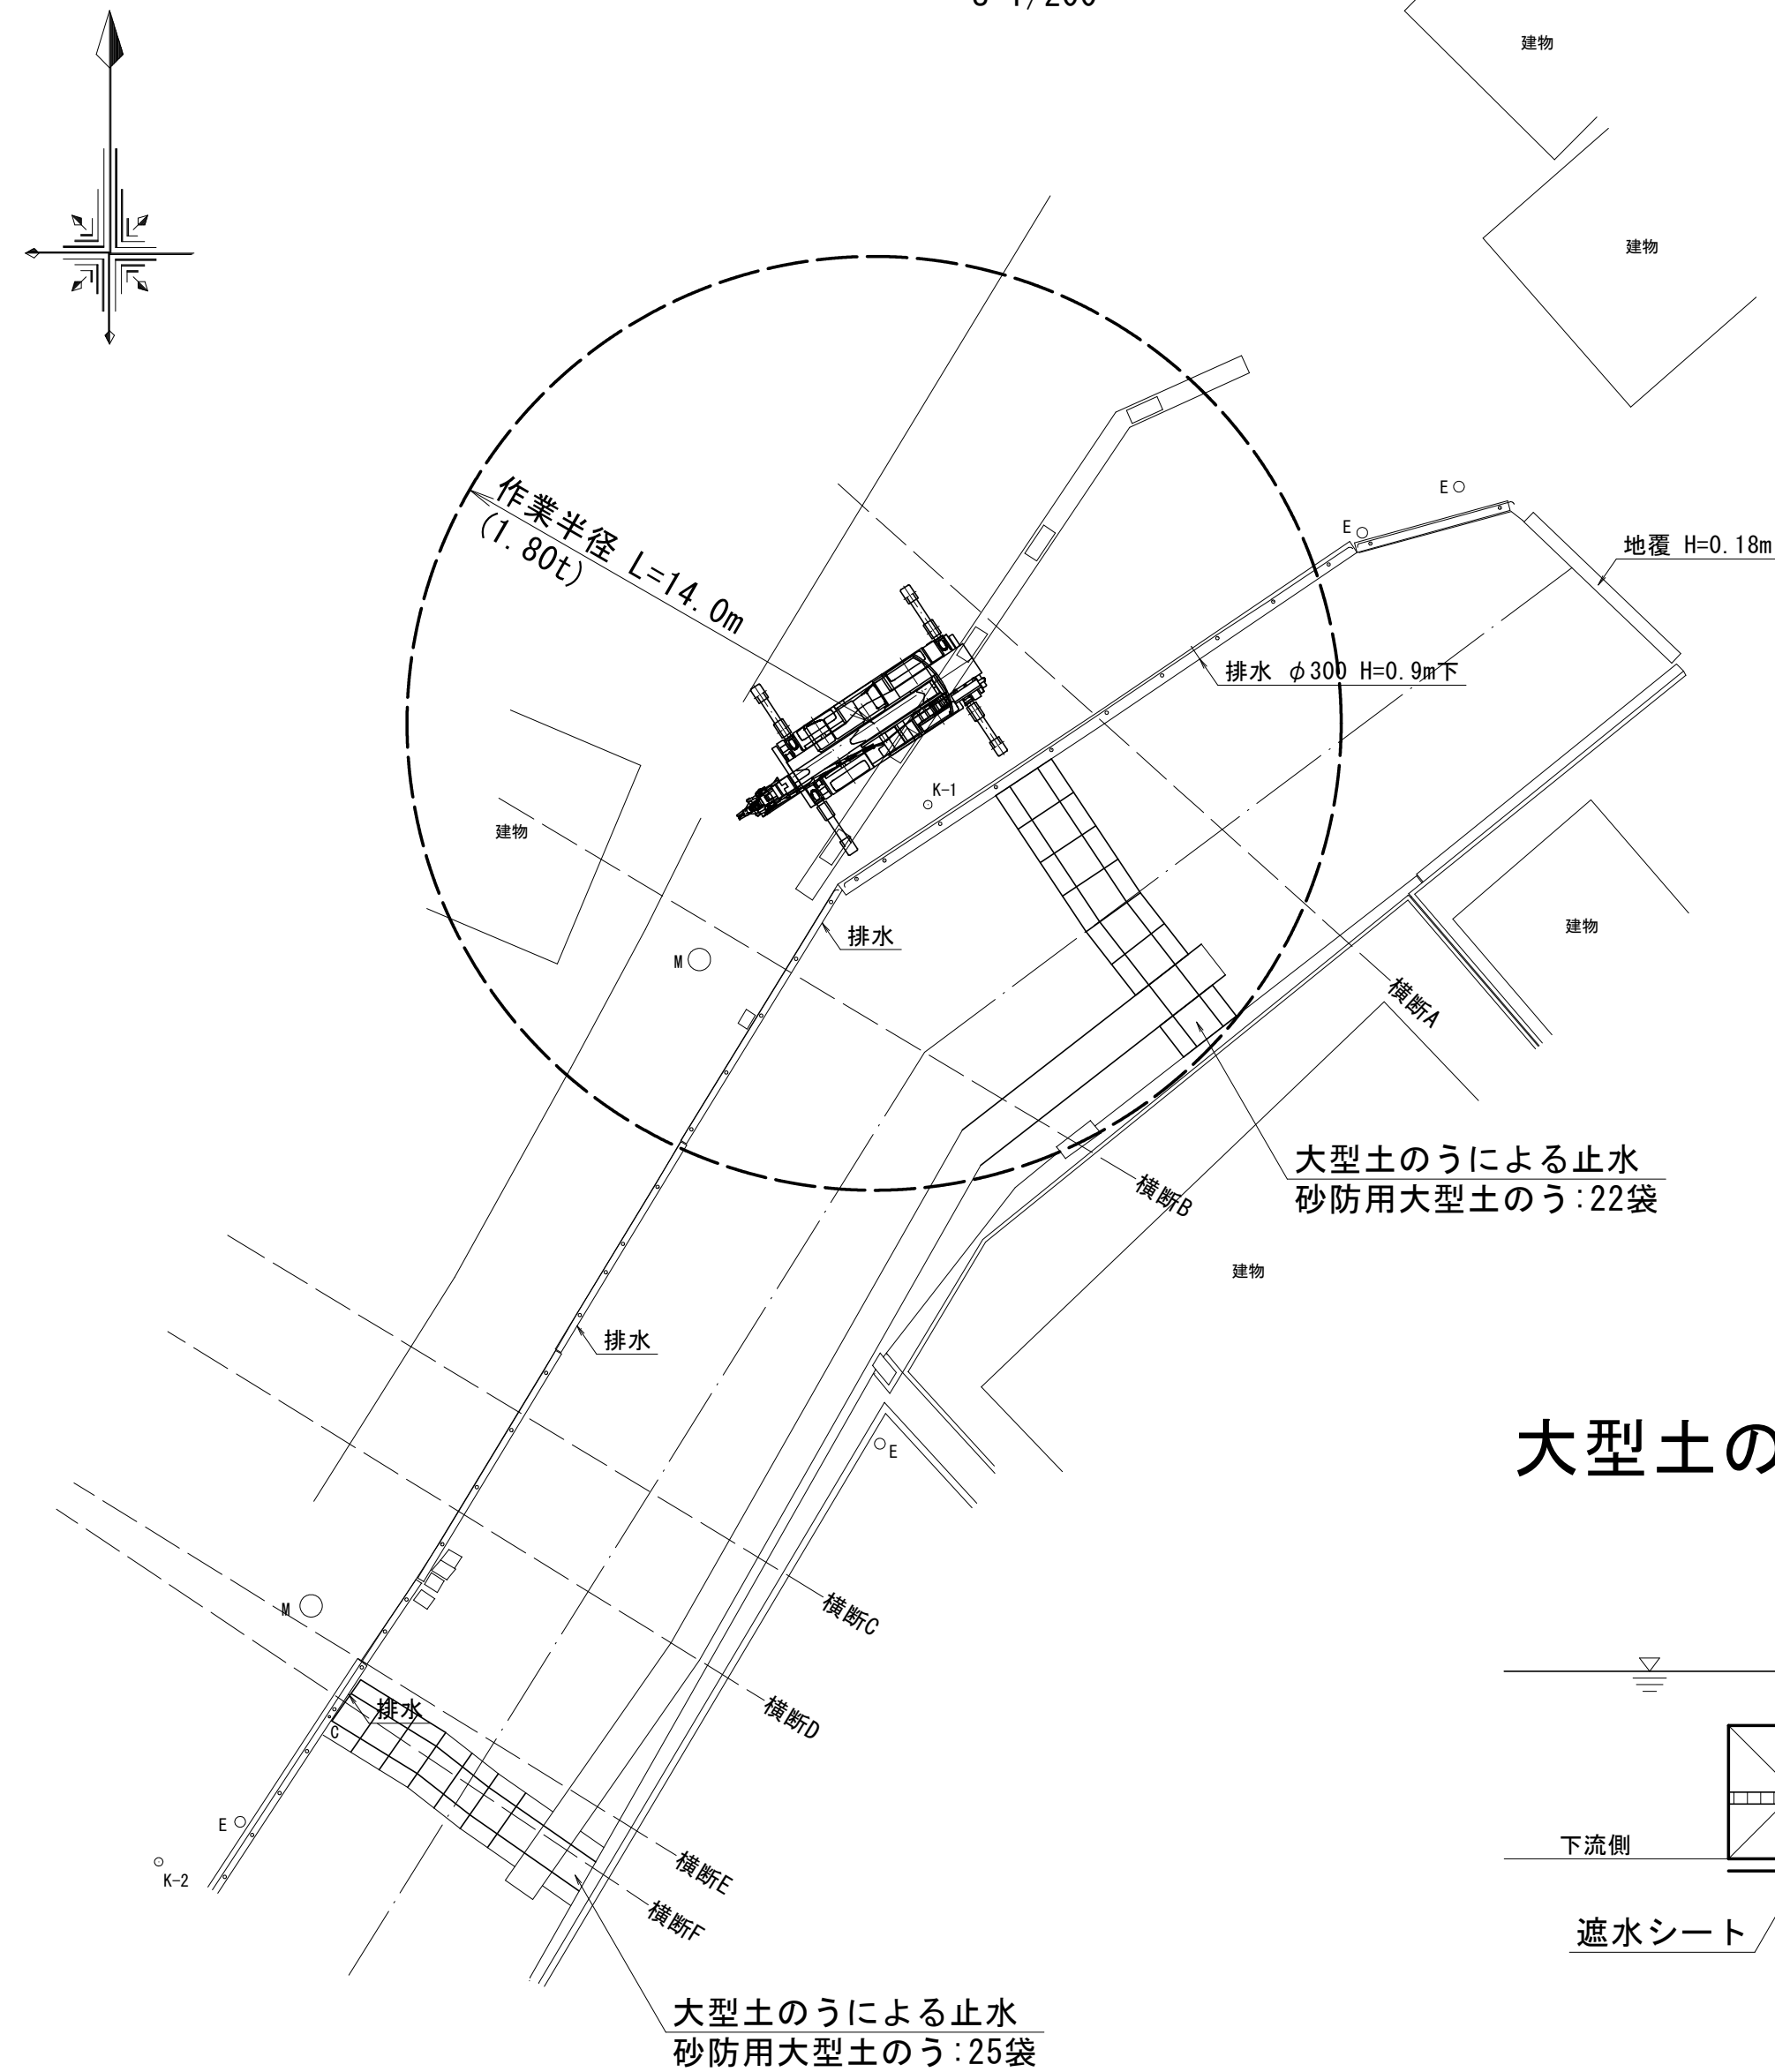 建物
建物
作業半径 L=14.0m
(1.80t)
E
E
地覆 H=0.18m
排水 φ300 H=0.9m下
K-1
建物
排水
M
建物
横断A
大型土のうによる止水
砂防用大型土のう:22袋
横断B
建物
排水
E
大型土の
横断C
M
横断D
排水
C
E
K-2
横断E
横断F
下流側
遮水シート
大型土のうによる止水
砂防用大型土のう:25袋